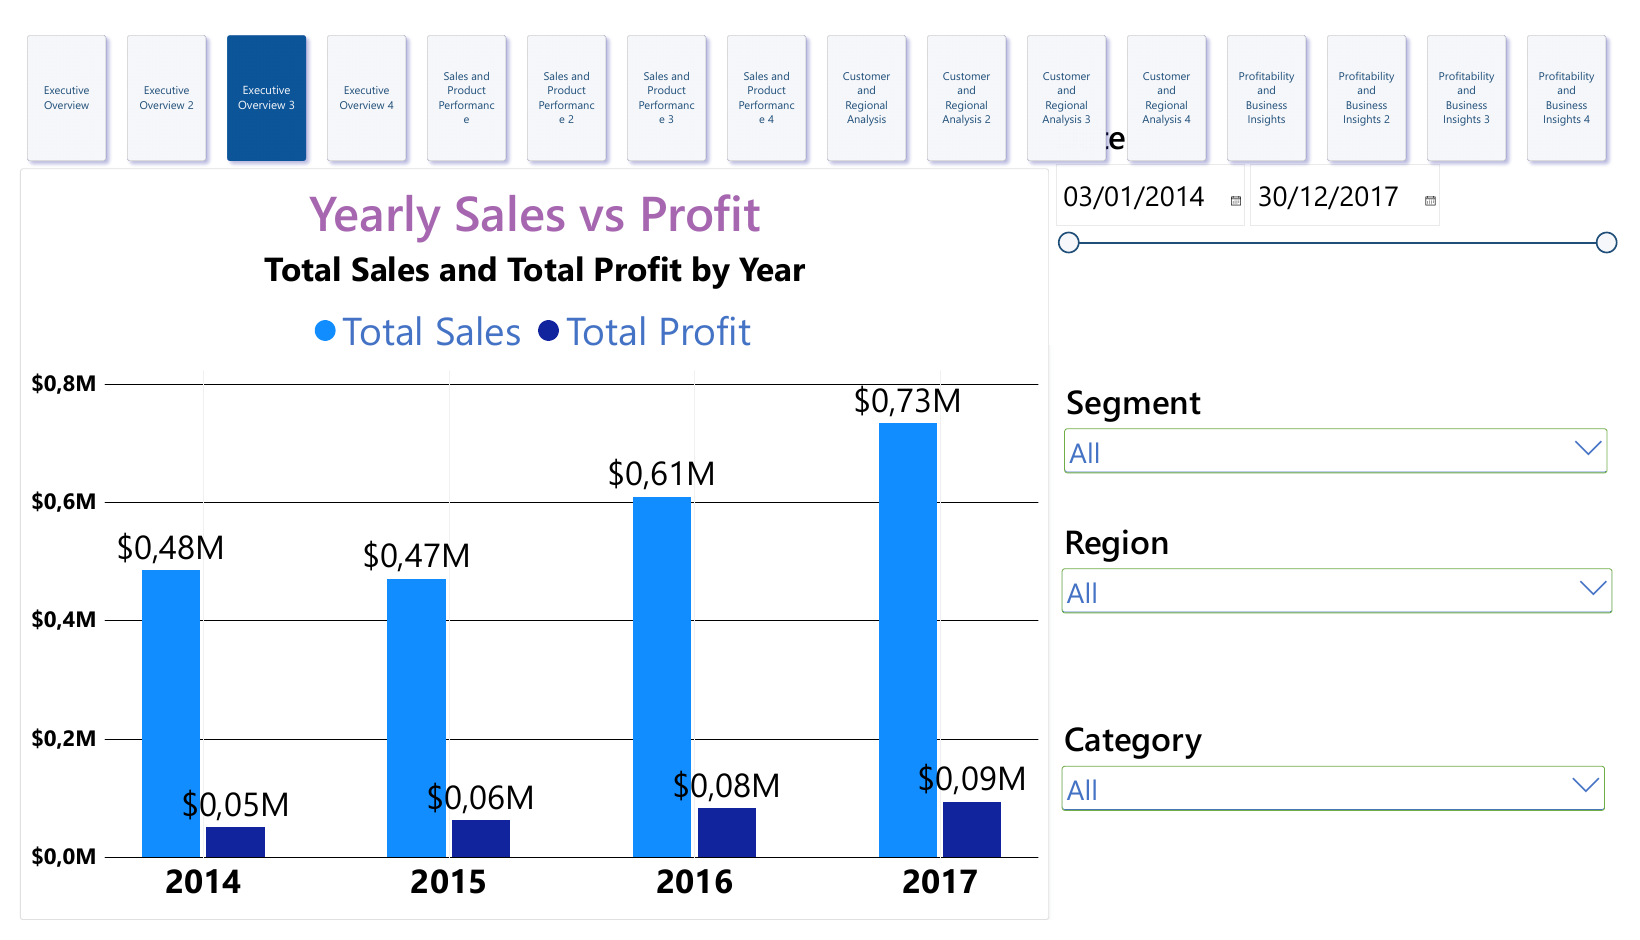 Executive
Overview
Executive
Overview 2
Executive
Overview 3
Executive
Overview 4
Sales and
Product
Performanc
e
Sales and
Product
Performanc
e 2
Sales and
Product
Performanc
e 3
Sales and
Product
Performanc
e 4
Customer
and
Regional
Analysis
Customer
and
Regional
Analysis 2
Customer
and
Regional
Analysis 3
Customer
and
Regional
Analysis 4
Profitability
and
Business
Insights
Profitability
and
Business
Insights 2
Profitability
and
Business
Insights 3
Profitability
and
Business
Insights 4
03/01/2014
30/12/2017
Yearly Sales vs Profit
Total Sales and Total Profit by Year
Total Sales Total Profit
$0,8M
$0,6M
$0,4M
$0,2M
$0,0M
$0,48M
$0,05M
$0,47M
$0,06M
$0,61M
$0,08M
$0,73M
$0,09M
2014 2015 2016 2017
Segment
All
Region
All
Category
All